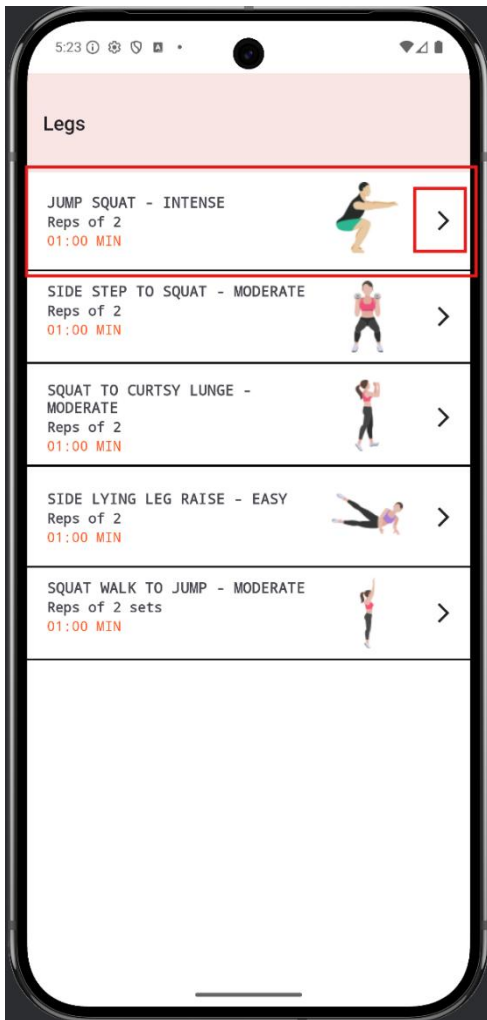 5:23
Legs
JUMP SQUAT - INTENSE
Reps of 2
01:00 MIN
SIDE STEP TO SQUAT - MODERATE
Reps of 2
01:00 MIN
SQUAT TO CURTSY LUNGE -
MODERATE
Reps of 2
01:00 MIN
SIDE LYING LEG RAISE - EASY
Reps of 2
01:00 MIN
SQUAT WALK TO JUMP - MODERATE
Reps of 2 sets
01:00 MIN